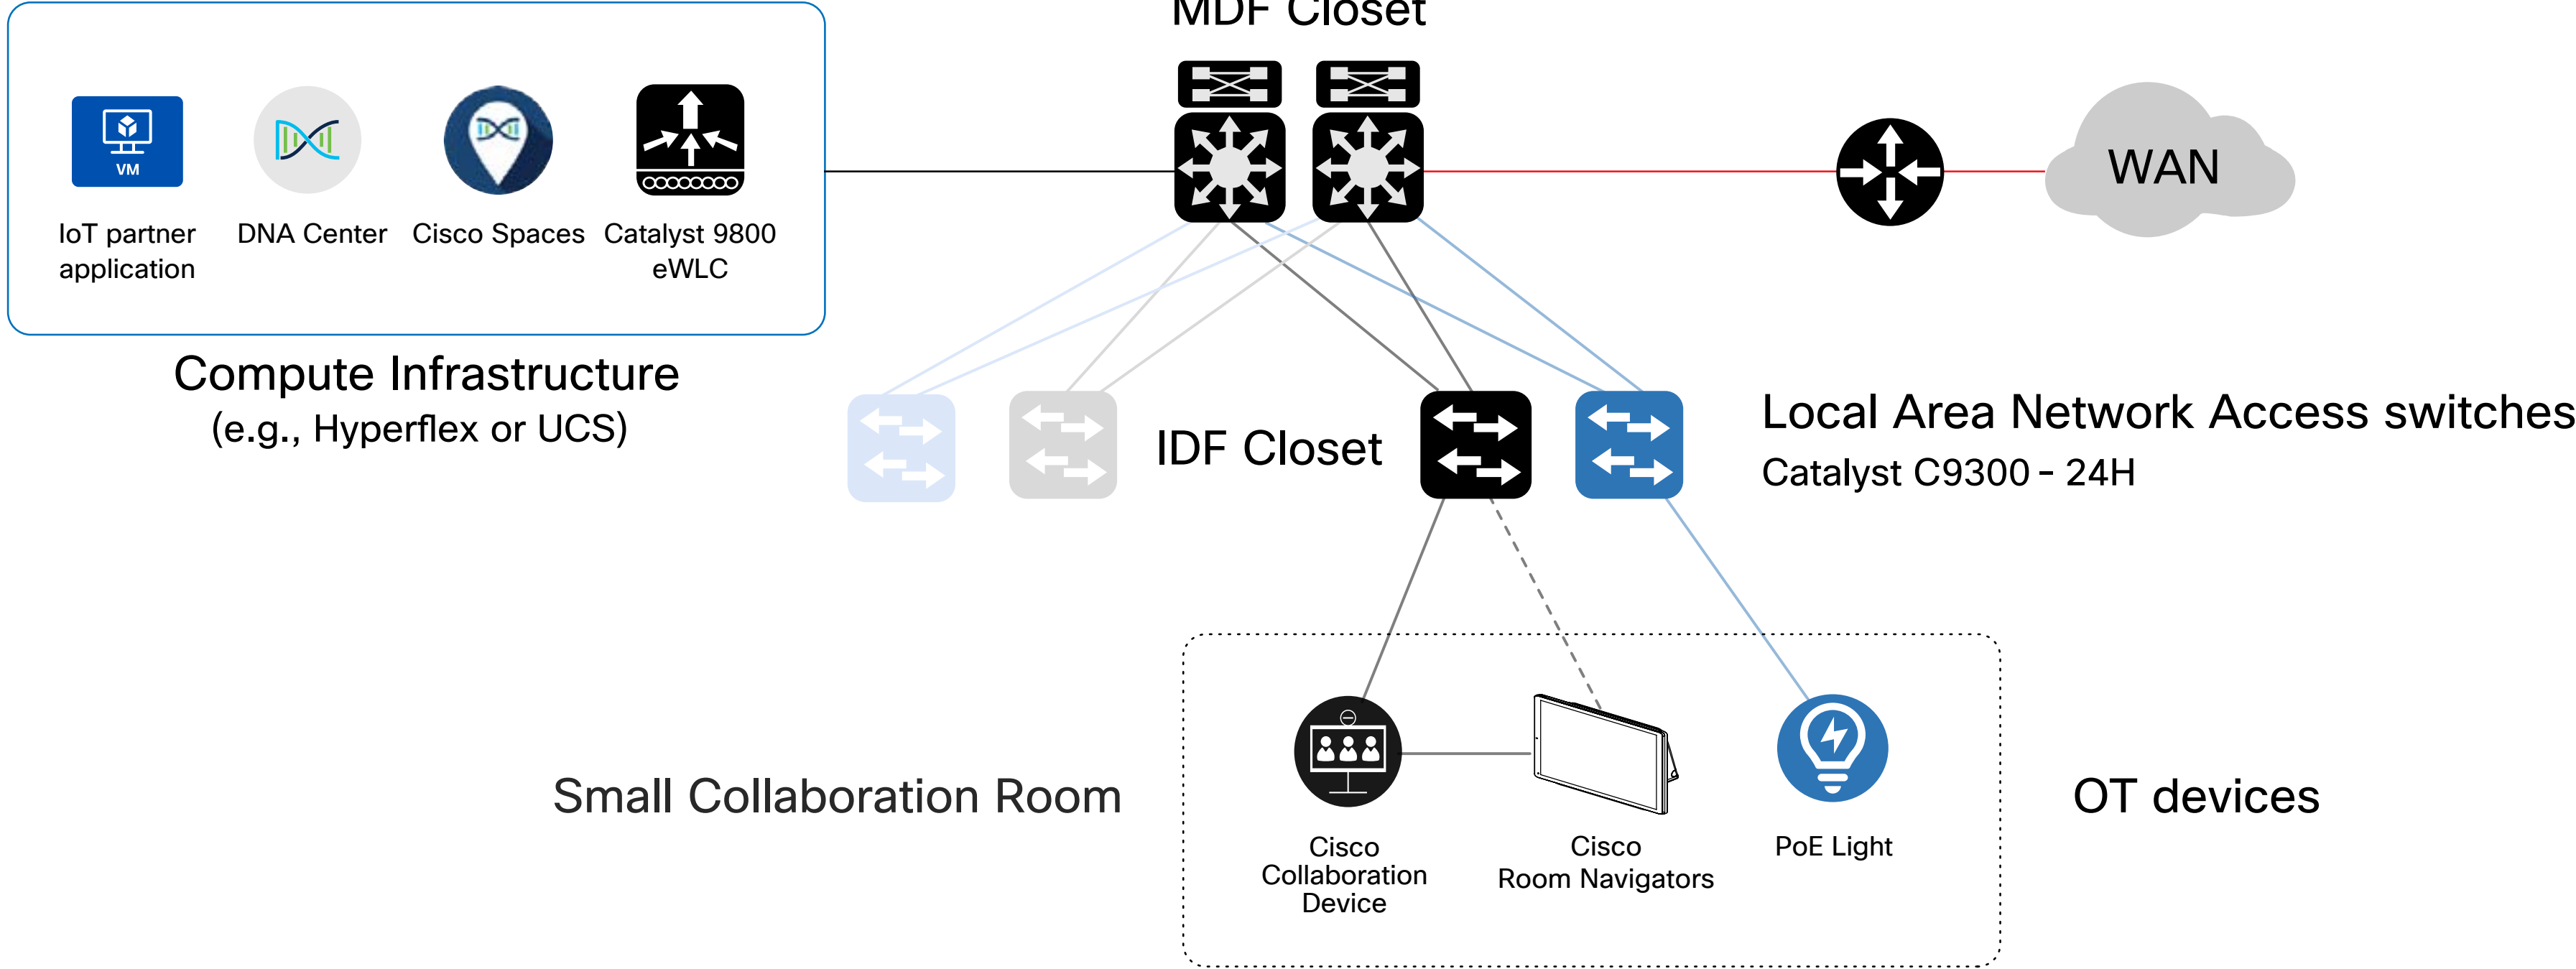 MDF Closet
VM
IoT partner
application
DNA Center
Cisco Spaces
Catalyst 9800
eWLC
WAN
Compute Infrastructure
(e.g., Hyperflex or UCS)
IDF Closet
Local Area Network Access switches
Catalyst C9300 - 24H
Small Collaboration Room
Cisco
Collaboration
Device
Cisco
Room Navigators
PoE Light
OT devices